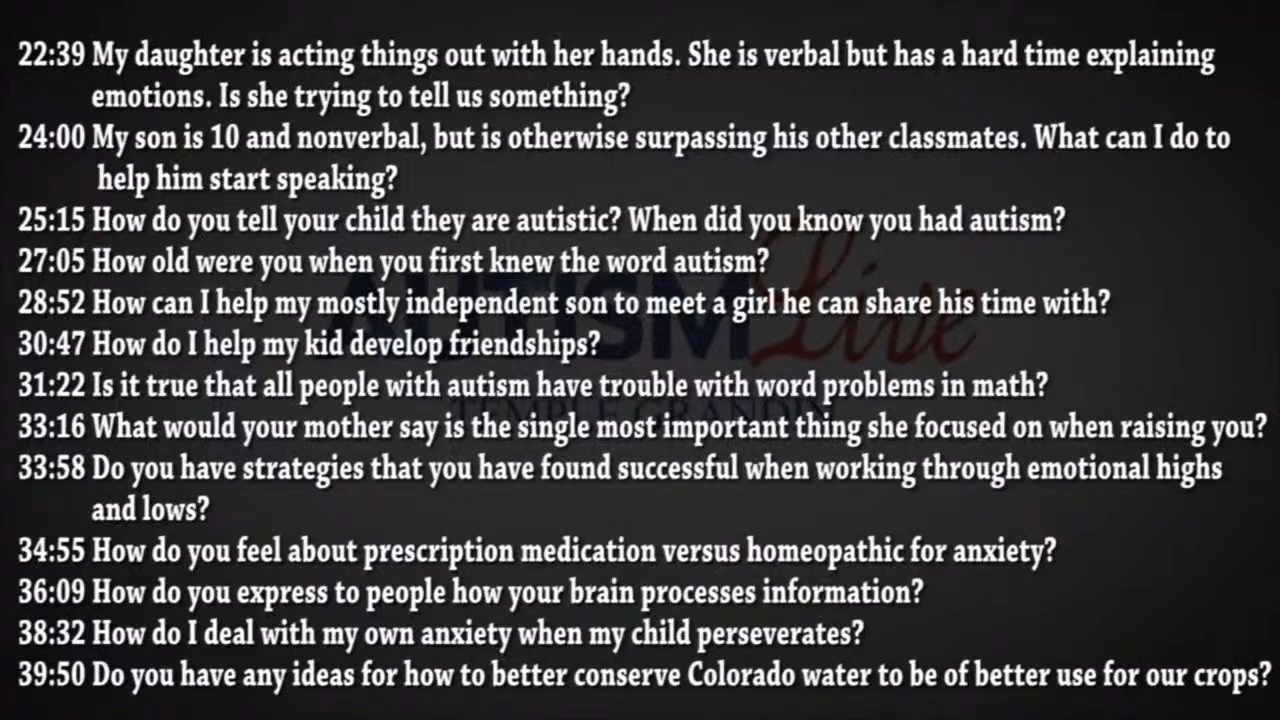 22:39 My daughter is acting things out with her hands. She is verbal but has a hard time explaining
emotions. Is she trying to tell us something?
24:00 My son is 10 and nonverbal, but is otherwise surpassing his other classmates. What can I do to
help him start speaking?
25:15 How do you tell your child they are autistic? When did you know you had autism?
27:05 How old were you when you first knew the word autism?
28:52 How can I help my mostly independent son to meet a girl he can share his time with?
30:47 How do I help my kid develop friendships?
31:22 Is it true that all people with autism have trouble with word problems in math?
33:16 What would your mother say is the single most important thing she focused on when raising you?
33:58 Do you have strategies that you have found successful when working through emotional highs
and lows?
34:55 How do you feel about prescription medication versus homeopathic for anxiety?
36:09 How do you express to people how your brain processes information?
38:32 How do I deal with my own anxiety when my child perseverates?
39:50 Do you have any ideas for how to better conserve Colorado water to be of better use for our crops?
AUTISM Live
TEMPLE GRANDIN